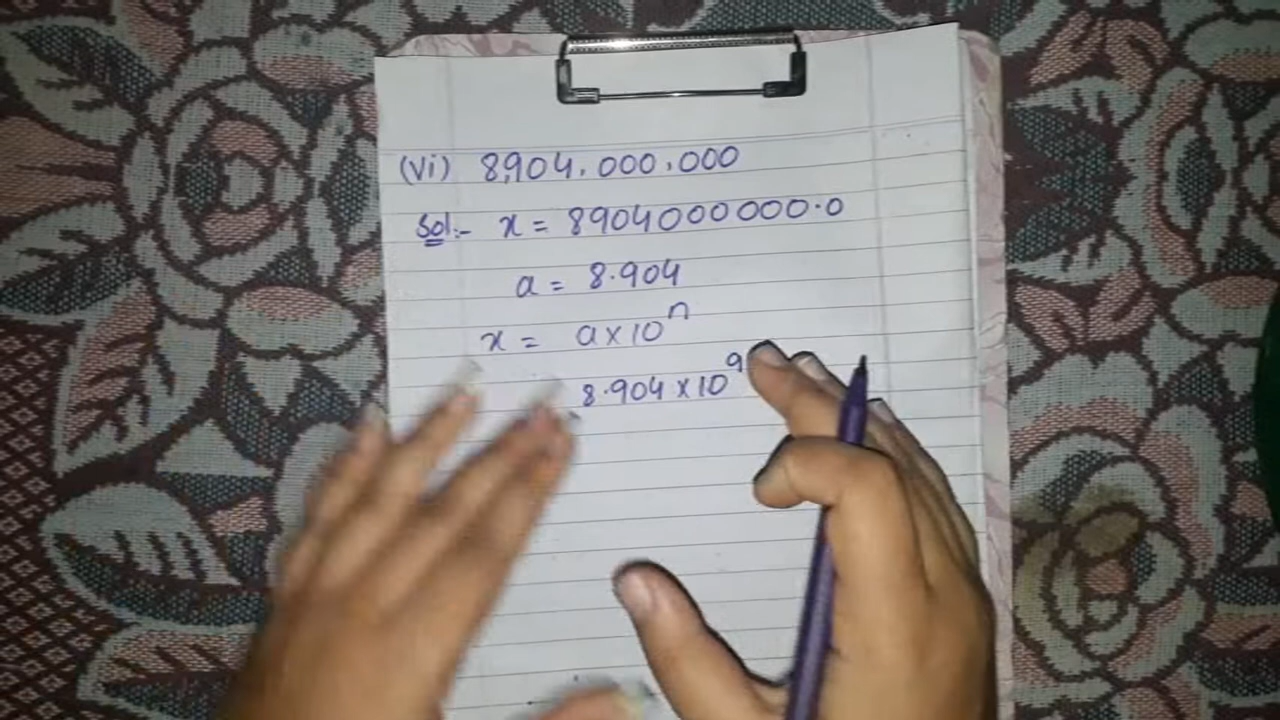 (Vi) 8,904,000,000
Sol:- x = 8904000000.0
a = 8.904
x = a x 10^n
8.904 x 10^9